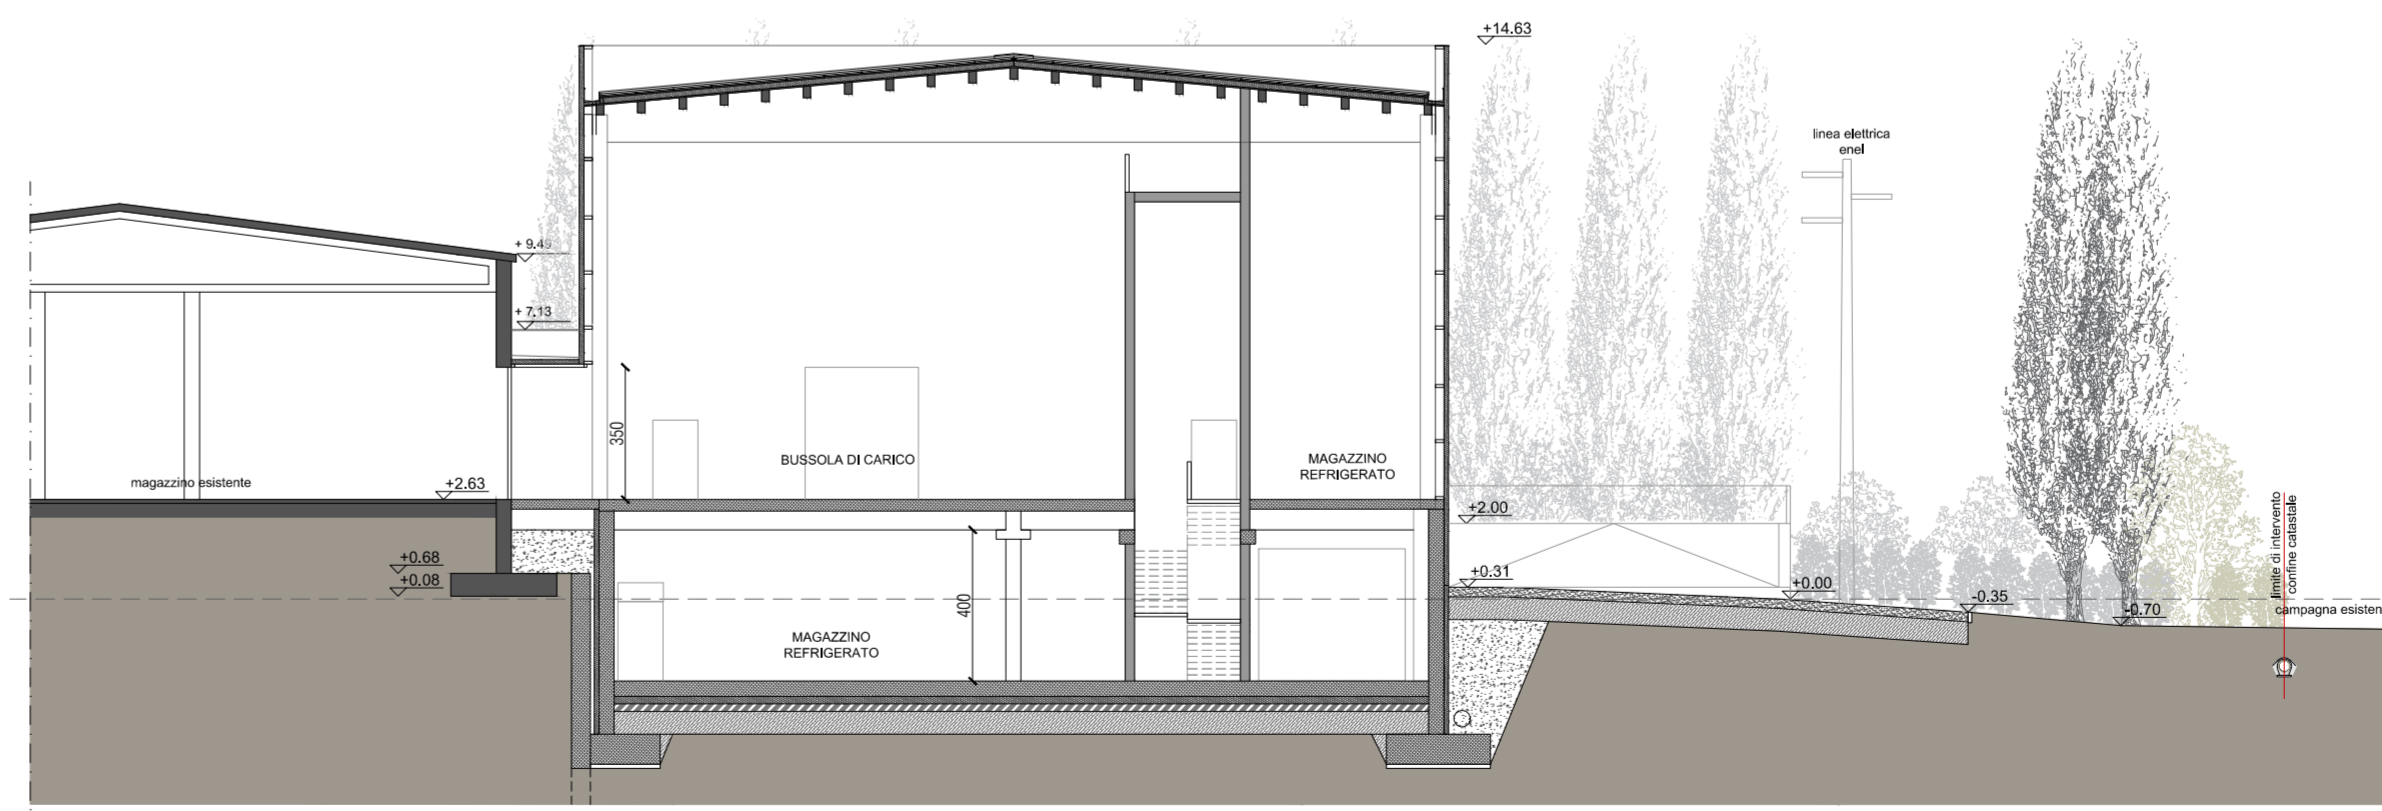 +14.63
linea elettrica
enel
+ 9.49
+ 7.13
350
BUSSOLA DI CARICO
MAGAZZINO
REFRIGERATO
magazzino esistente
+2.63
+2.00
+0.68
+0.08
+0.31
+0.00
-0.35
-0.70
limite di intervento
confine catastale
campagna esisten
400
MAGAZZINO
REFRIGERATO